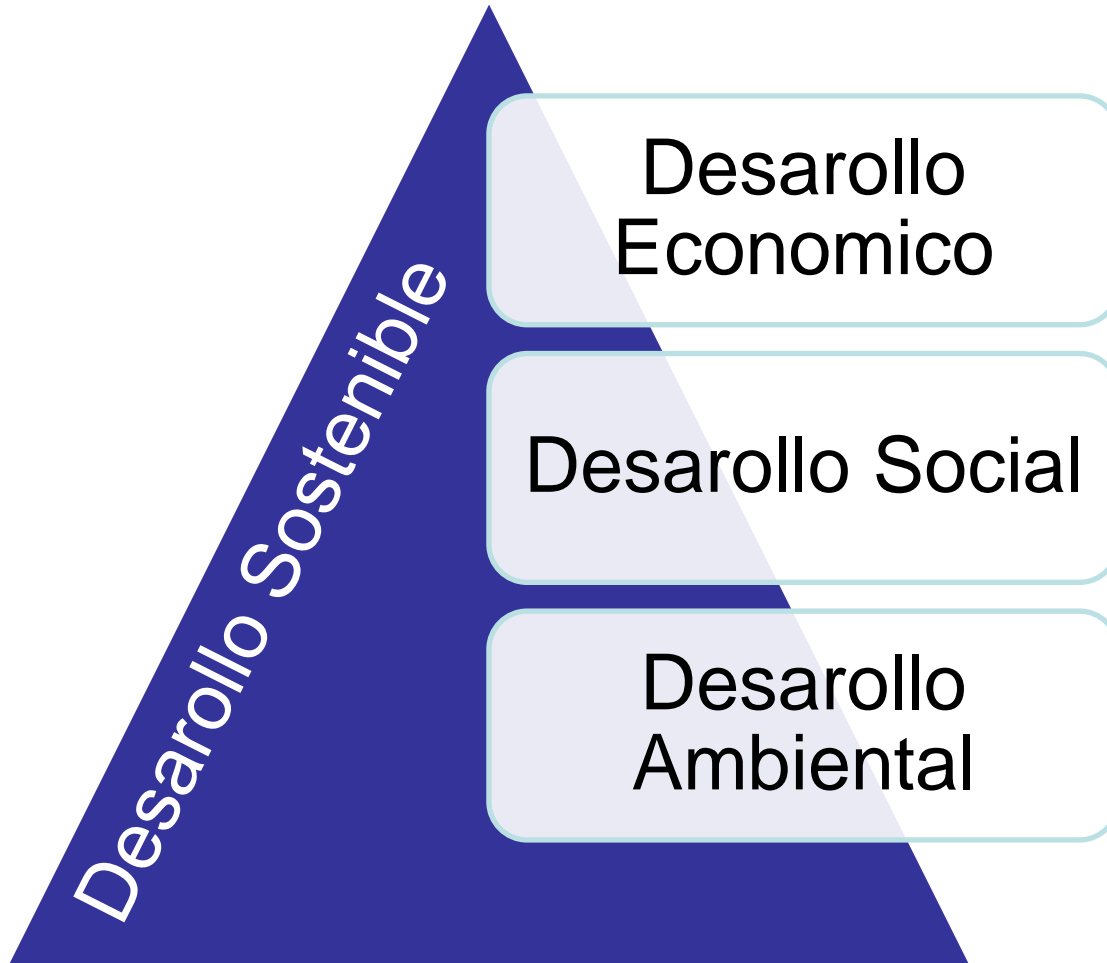 Desarollo Sostenible
Desarollo
Economico
Desarollo Social
Desarollo
Ambiental